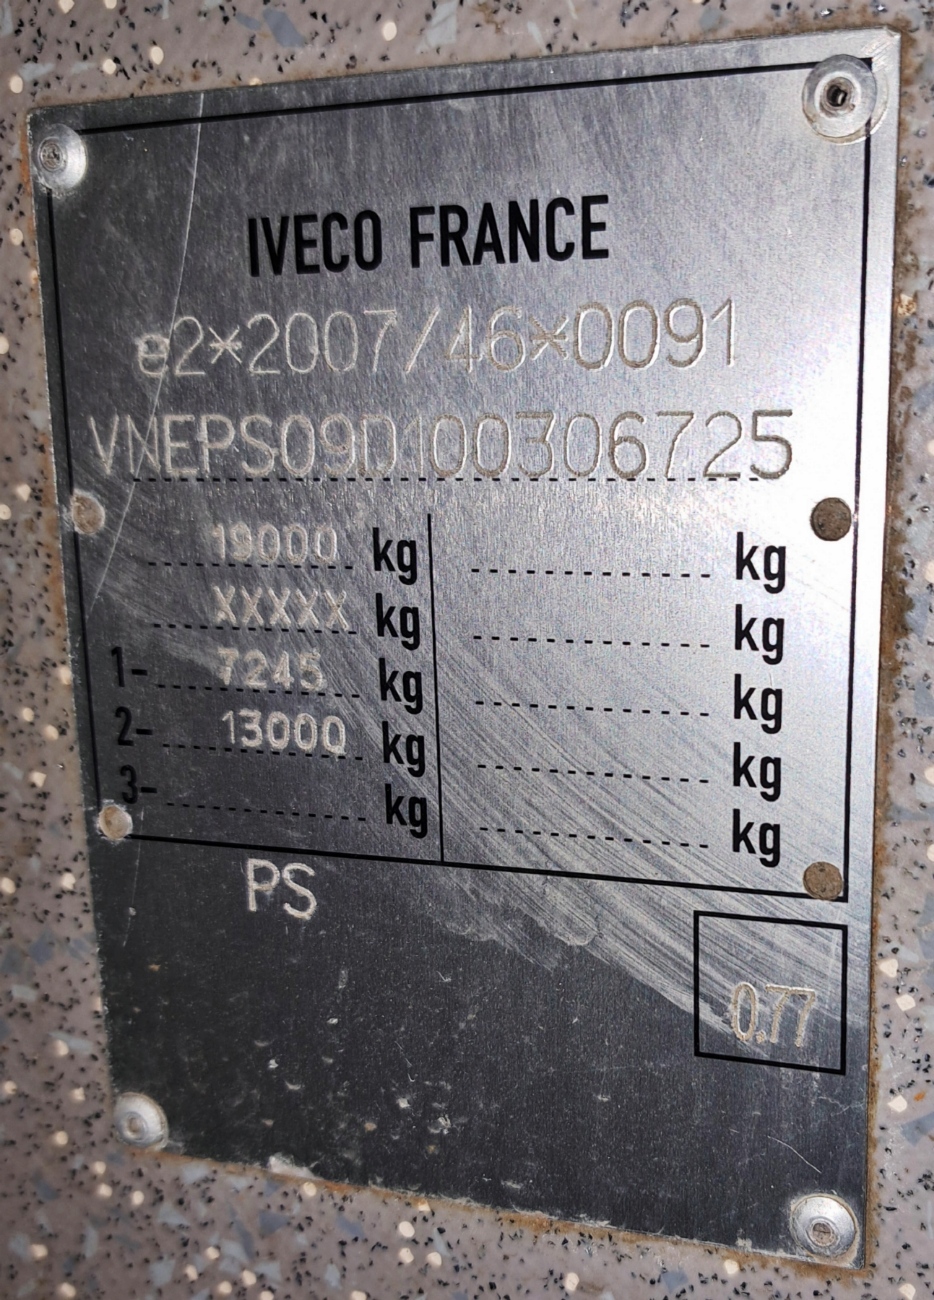 IVECO FRANCE
e2*2007/46*0091
VNEPS09D100306725
19000 kg kg
XXXXX kg kg
1- 7245 kg kg
2- 13000 kg kg
3- kg kg
PS
0.77